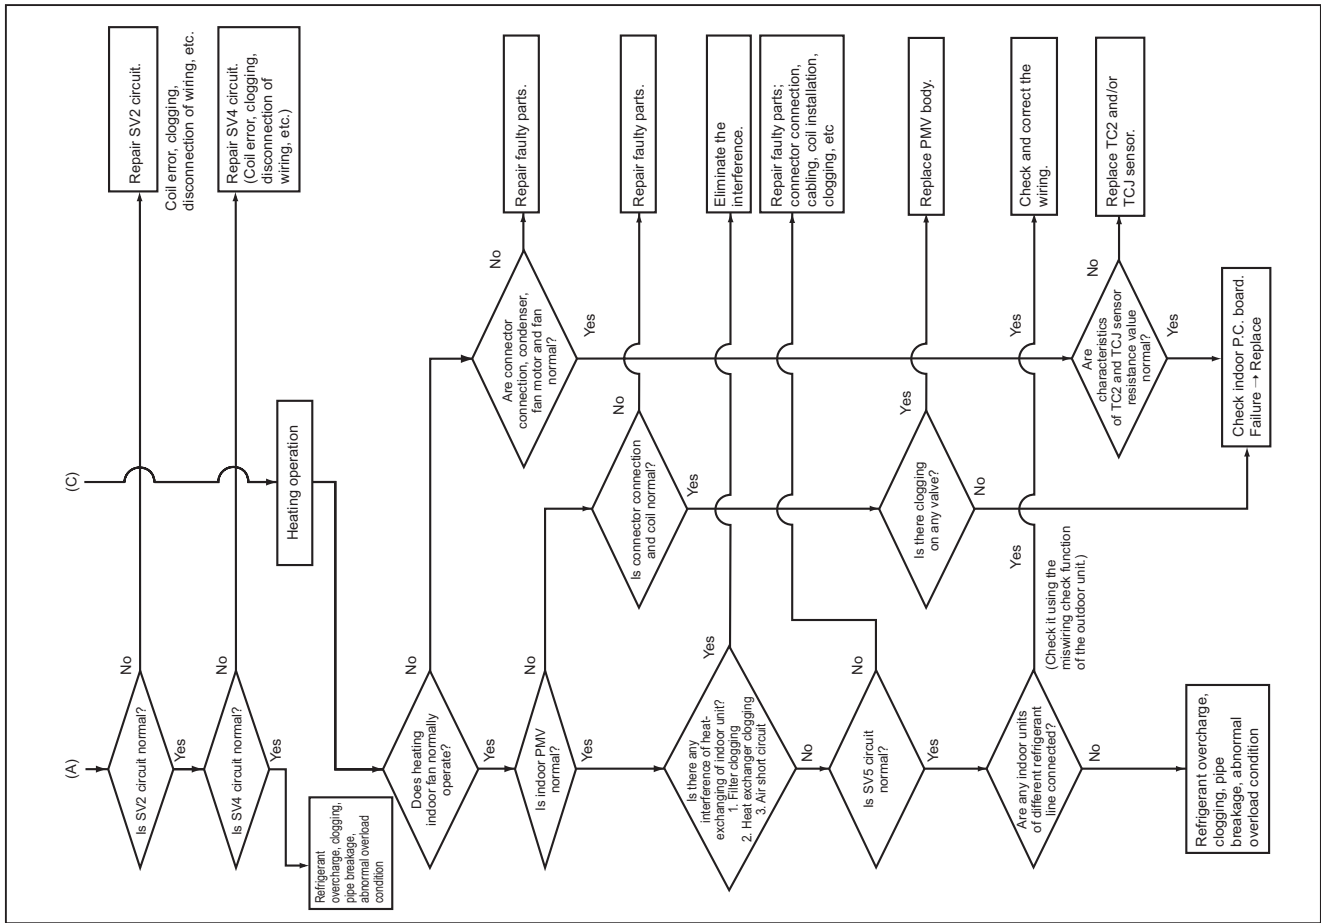 (A)
Is SV2 circuit normal?
No
Yes
Repair SV2 circuit.
Coil error, clogging,
disconnection of wiring, etc.
Is SV4 circuit normal?
No
Yes
Repair SV4 circuit.
(Coil error, clogging,
disconnection of
wiring, etc.)
Refrigerant
overcharge, clogging,
pipe breakage,
abnormal overload
condition
(C)
Heating operation
Does heating
indoor fan normally
operate?
No
Yes
Are connector
connection, condenser,
fan motor and fan
normal?
No
Yes
Repair faulty parts.
Is indoor PMV
normal?
No
Yes
Is connector connection
and coil normal?
No
Yes
Repair faulty parts.
Is there any
interference of heat-
exchanging of indoor unit?
1. Filter clogging
2. Heat exchanger clogging
3. Air short circuit
Yes
No
Eliminate the
interference.
Is SV5 circuit
normal?
No
Yes
Repair faulty parts;
connector connection,
cabling, coil installation,
clogging, etc
Is there clogging
on any valve?
Yes
No
Replace PMV body.
Are any indoor units
of different refrigerant
line connected?
Yes
No
(Check it using the
miswiring check function
of the outdoor unit.)
Yes
Check and correct the
wiring.
Are
characteristics
of TC2 and TCJ sensor
resistance value
normal?
No
Yes
Replace TC2 and/or
TCJ sensor.
Check indoor P.C. board.
Failure → Replace
Refrigerant overcharge,
clogging, pipe
breakage, abnormal
overload condition